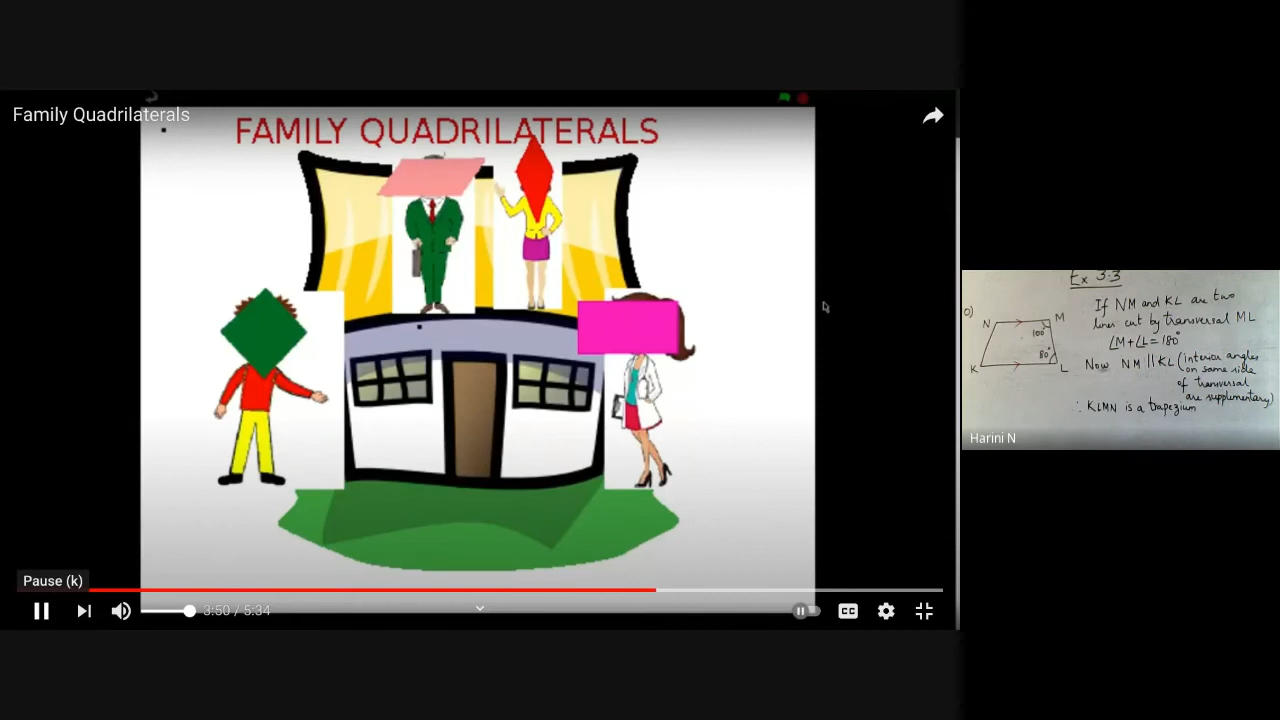 Family Quadrilaterals
FAMILY QUADRILATERALS
Pause (k)
3:50 / 5:34
CC
Ex 3.3
If NM and KL are two
lines cut by transversal ML
∠M+∠L=180°
Now NM || KL (interior angles
on same side
of transversal
are supplementary)
∴ KLMN is a trapezium
N
M
100°
80°
K
L
Harini N